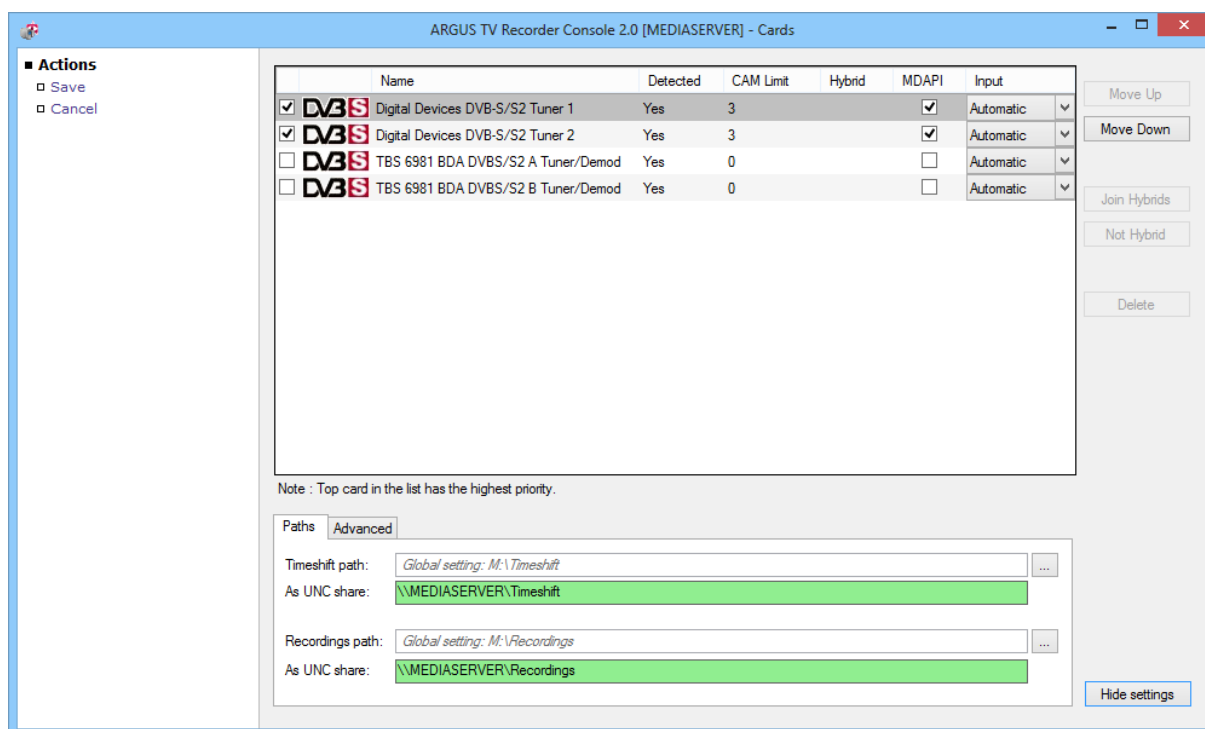 ARGUS TV Recorder Console 2.0 [MEDIASERVER] - Cards
Actions
Save
Cancel
Name Detected CAM Limit Hybrid MDAPI Input
DVB S Digital Devices DVB-S/S2 Tuner 1 Yes 3 Automatic
DVB S Digital Devices DVB-S/S2 Tuner 2 Yes 3 Automatic
DVB S TBS 6981 BDA DVBS/S2 A Tuner/Demod Yes 0 Automatic
DVB S TBS 6981 BDA DVBS/S2 B Tuner/Demod Yes 0 Automatic
Move Up
Move Down
Join Hybrids
Not Hybrid
Delete
Note : Top card in the list has the highest priority.
Paths Advanced
Timeshift path: Global setting: M:\Timeshift ...
As UNC share: \\MEDIASERVER\Timeshift
Recordings path: Global setting: M:\Recordings ...
As UNC share: \\MEDIASERVER\Recordings
Hide settings